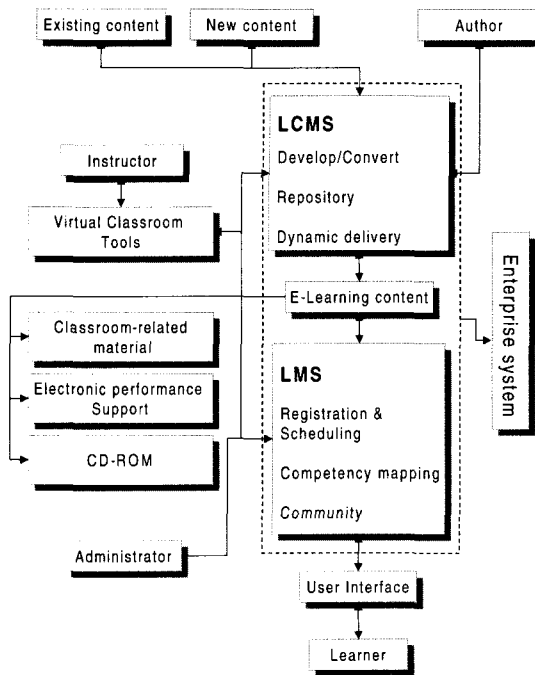 Existing content
New content
Author
LCMS
Develop/Convert
Repository
Dynamic delivery
Instructor
Virtual Classroom
Tools
E-Learning content
Enterprise system
Classroom-related
material
Electronic performance
Support
CD-ROM
LMS
Registration &
Scheduling
Competency mapping
Community
Administrator
User Interface
Learner